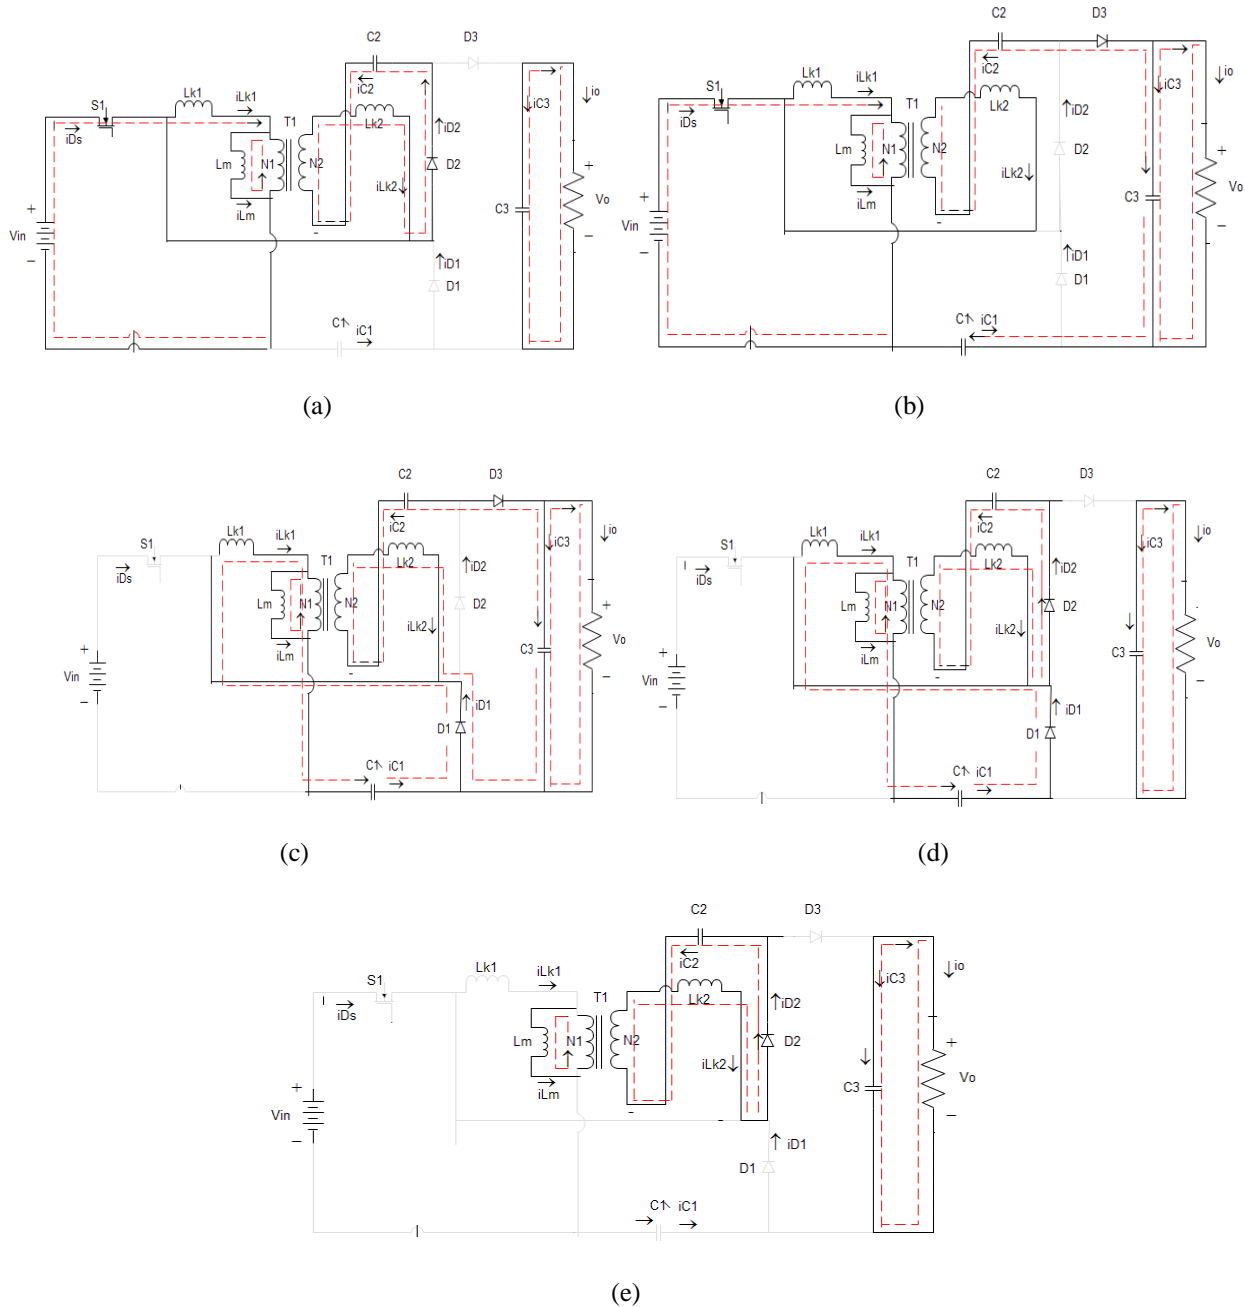 C2 D3
iC2
Lk1 iLk1
S1 T1
iDs
Lk2
iD2
Lm N1 N2 D2
iLk2
iLm
+
Vin
−
-
iD1
D1
C1 iC1
iC3
io
C3
+
Vo
−
(a)
C2 D3
iC2
Lk1 iLk1
S1 T1
iDs
Lk2
iD2
Lm N1 N2 D2
iLk2
iLm
+
Vin
−
-
iD1
D1
C1 iC1
iC3
io
C3
+
Vo
−
(b)
C2 D3
iC2
Lk1 iLk1
S1 T1
iDs
Lk2
iD2
Lm N1 N2 D2
iLk2
iLm
+
Vin
−
-
iD1
D1
C1 iC1
iC3
io
C3
+
Vo
−
(c)
C2 D3
iC2
Lk1 iLk1
S1 T1
iDs
Lk2
iD2
Lm N1 N2 D2
iLk2
iLm
+
Vin
−
-
iD1
D1
C1 iC1
iC3
io
C3
+
Vo
−
(d)
C2 D3
iC2
Lk1 iLk1
S1 T1
iDs
Lk2
iD2
Lm N1 N2 D2
iLk2
iLm
+
Vin
−
-
iD1
D1
C1 iC1
iC3
io
C3
+
Vo
−
(e)